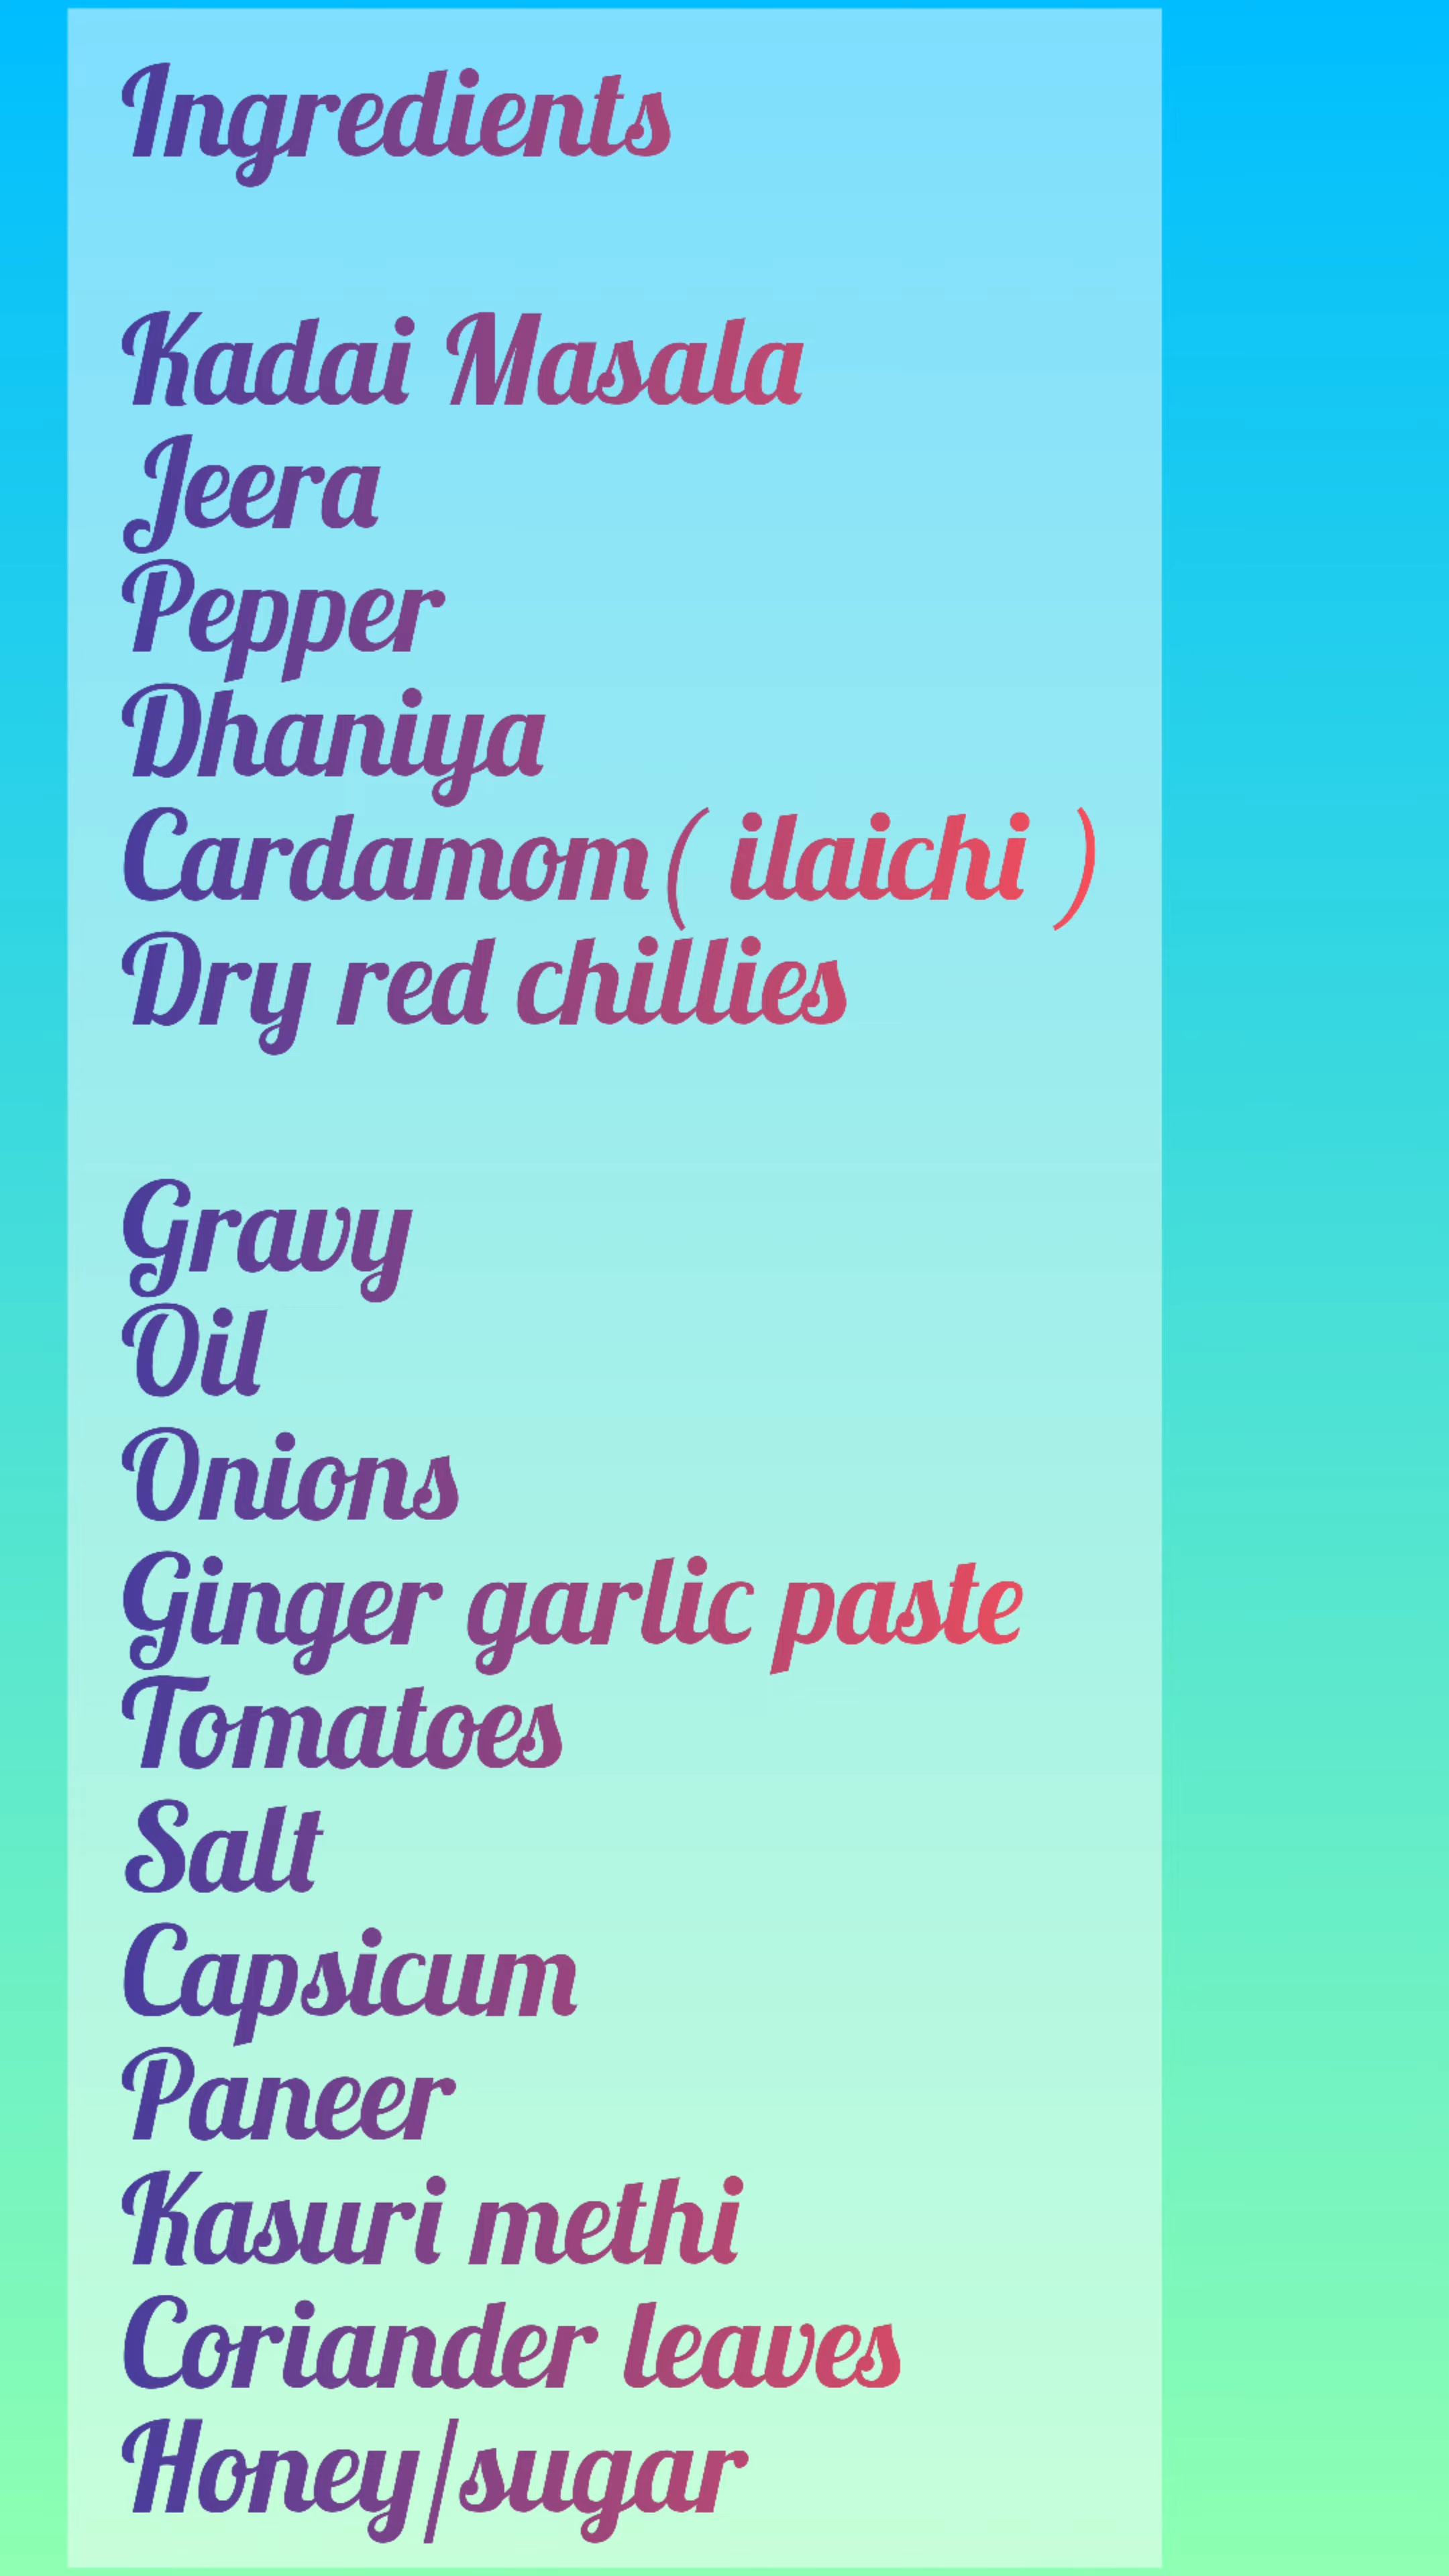 Ingredients
Kadai Masala
Jeera
Pepper
Dhaniya
Cardamom( ilaichi )
Dry red chillies
Gravy
Oil
Onions
Ginger garlic paste
Tomatoes
Salt
Capsicum
Paneer
Kasuri methi
Coriander leaves
Honey/sugar